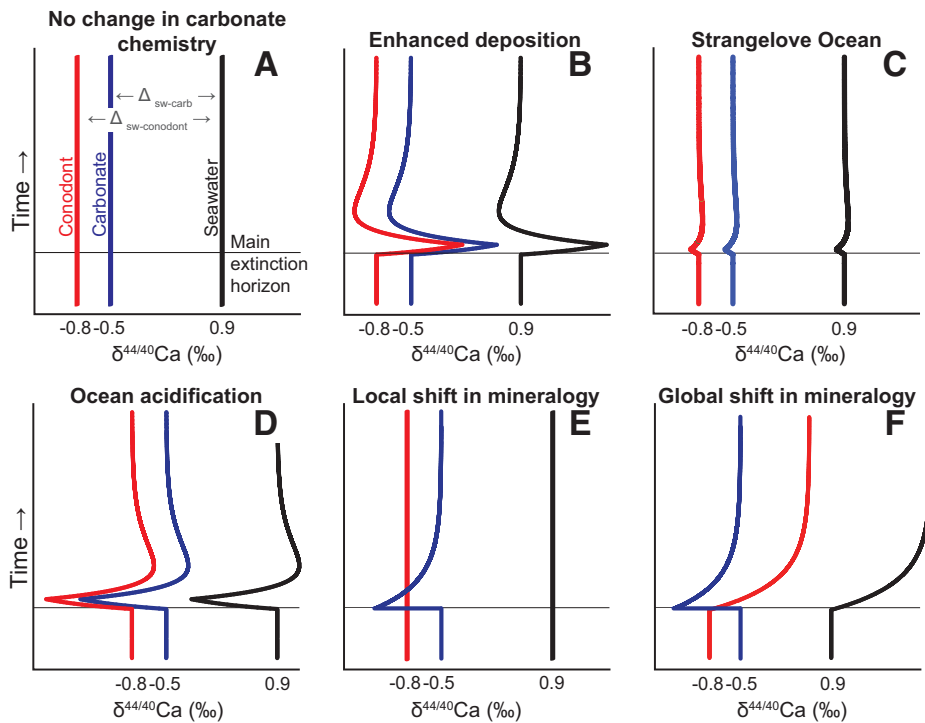 No change in carbonate
chemistry
A
← Δ sw-carb →
← Δ sw-conodont →
Conodont
Carbonate
Seawater
Main
extinction
horizon
Time →
-0.8 -0.5 0.9
δ44/40Ca (‰)
Enhanced deposition
B
-0.8 -0.5 0.9
δ44/40Ca (‰)
Strangelove Ocean
C
-0.8 -0.5 0.9
δ44/40Ca (‰)
Ocean acidification
D
Time →
-0.8 -0.5 0.9
δ44/40Ca (‰)
Local shift in mineralogy
E
-0.8 -0.5 0.9
δ44/40Ca (‰)
Global shift in mineralogy
F
-0.8 -0.5 0.9
δ44/40Ca (‰)